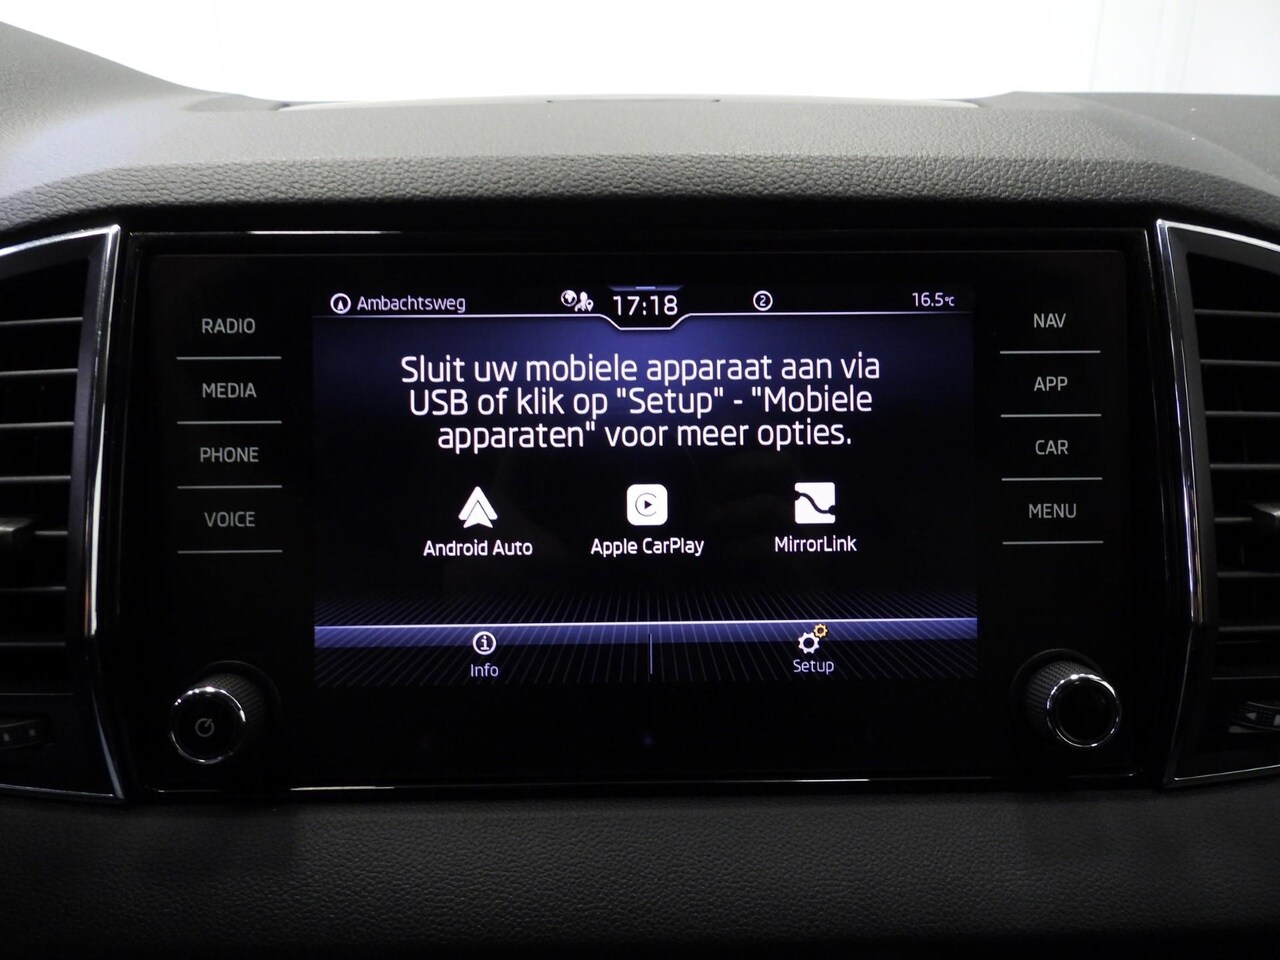 Ambachtsweg 17:18 2 16.5°C
RADIO
MEDIA
PHONE
VOICE
Sluit uw mobiele apparaat aan via
USB of klik op "Setup" - "Mobiele
apparaten" voor meer opties.
Android Auto Apple CarPlay MirrorLink
Info Setup
NAV
APP
CAR
MENU